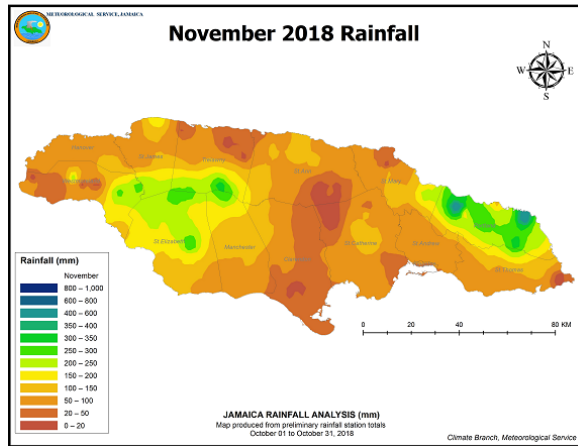 METEOROLOGICAL SERVICE, JAMAICA
November 2018 Rainfall
N
W E
S
Hanover
St James
Trelawny
St Ann
St Mary
St Elizabeth
Manchester
Clarendon
St Catherine
St Andrew
St Thomas
Rainfall (mm)
November
800 – 1,000
600 – 800
400 – 600
350 – 400
300 – 350
250 – 300
200 – 250
150 – 200
100 – 150
50 – 100
20 – 50
0 – 20
0 20 40 80 KM
JAMAICA RAINFALL ANALYSIS (mm)
Map produced from preliminary rainfall station totals
October 01 to October 31, 2018
Climate Branch, Meteorological Service